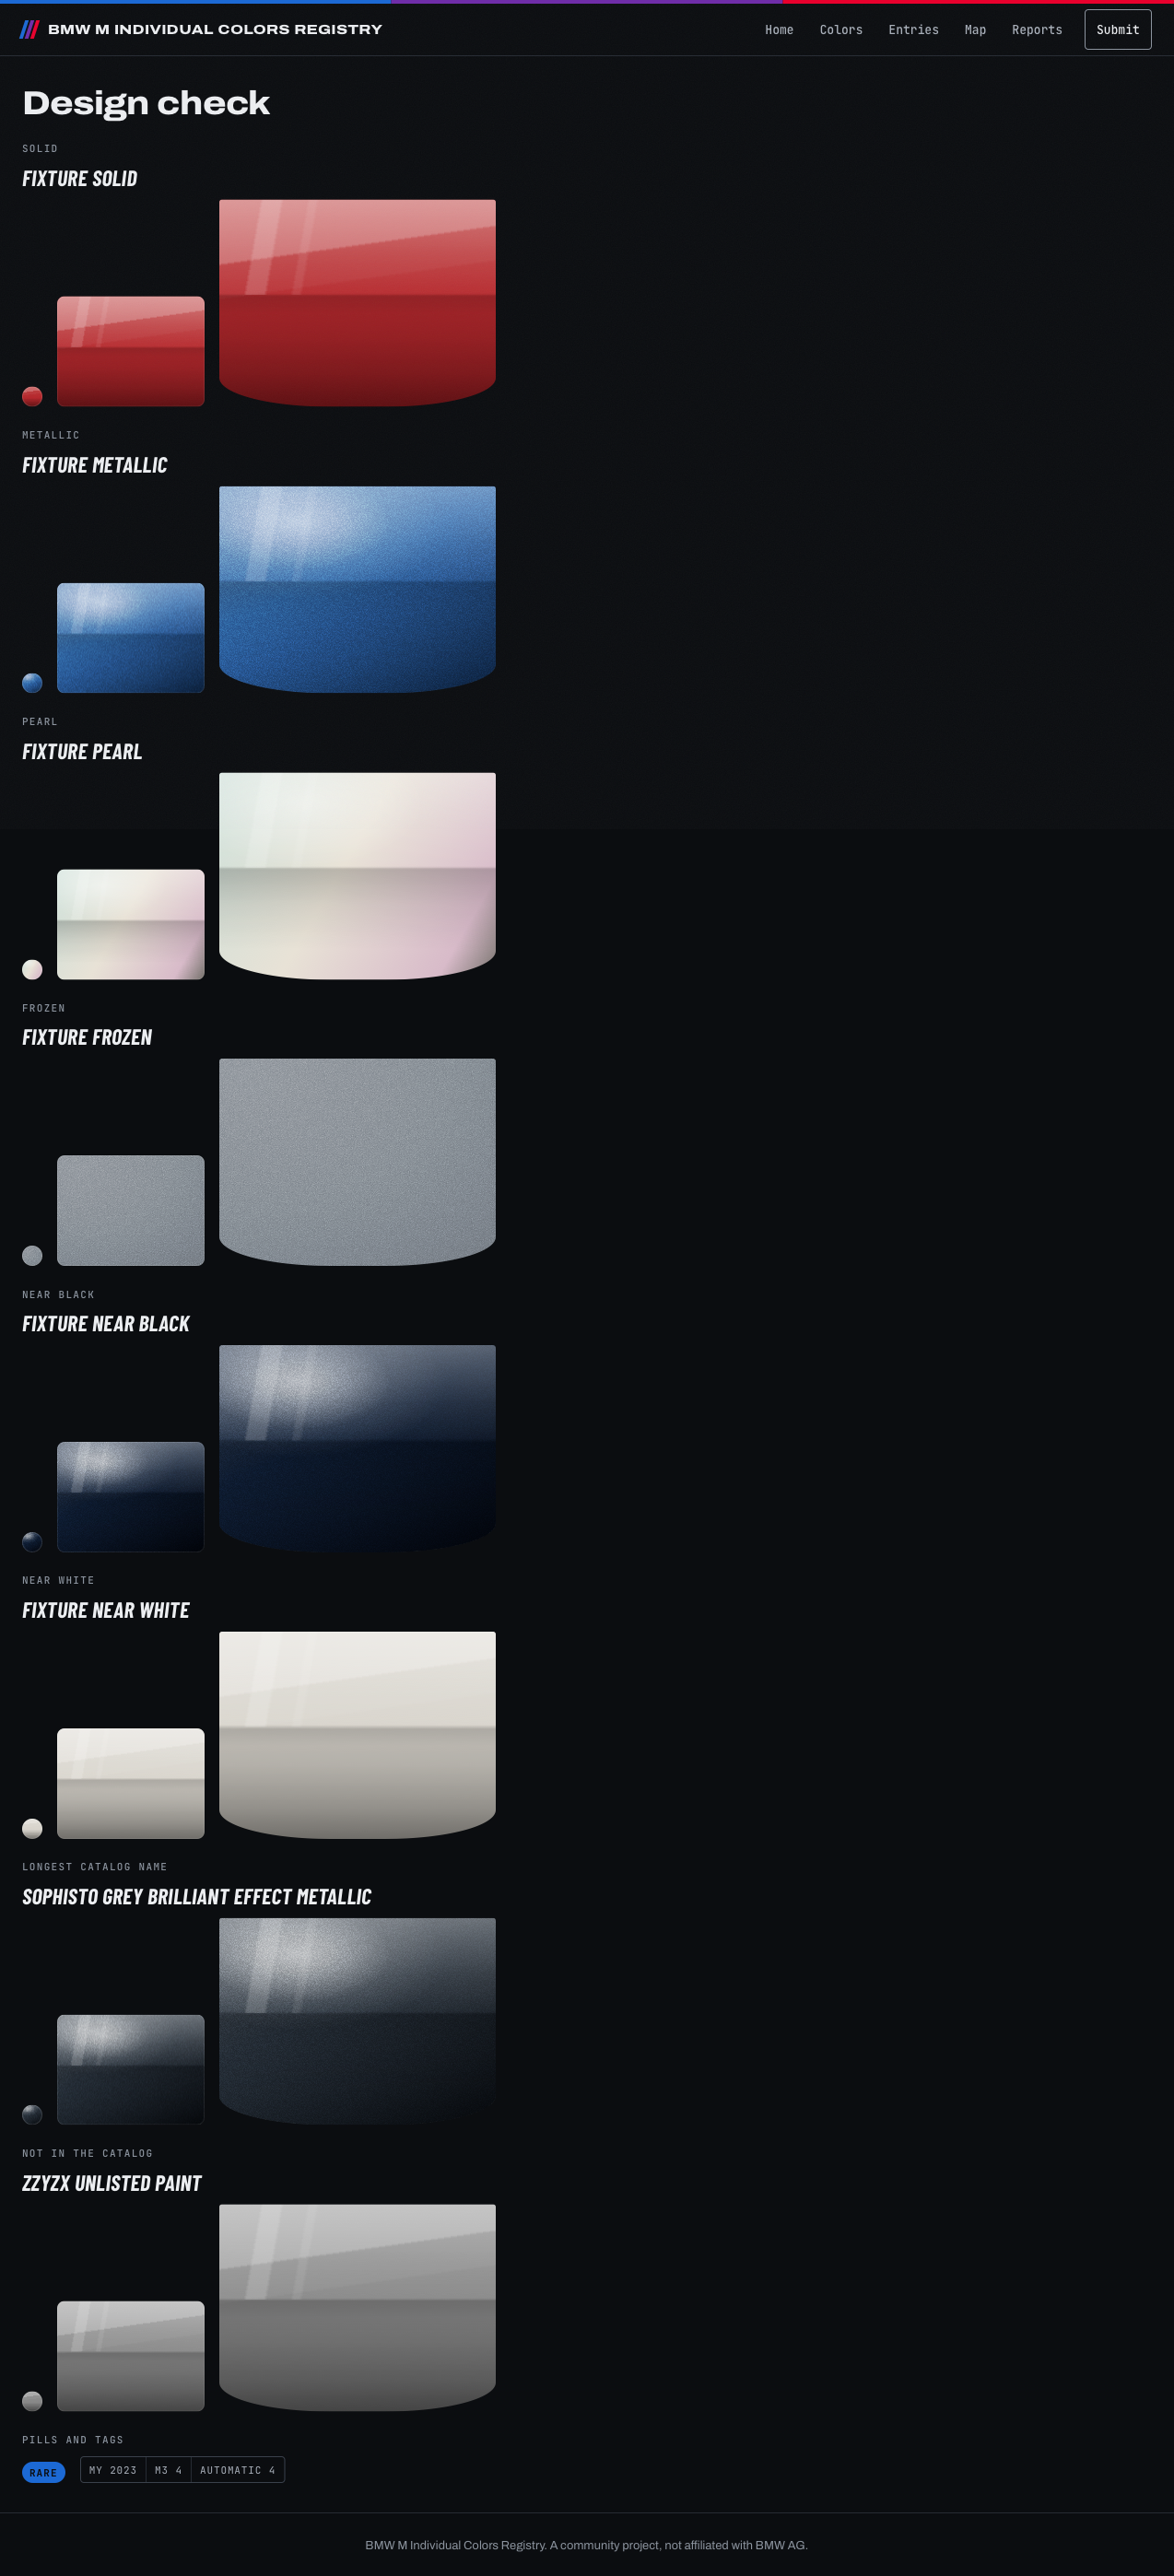 BMW M INDIVIDUAL COLORS REGISTRY
Home Colors Entries Map Reports Submit
Design check
SOLID
FIXTURE SOLID
METALLIC
FIXTURE METALLIC
PEARL
FIXTURE PEARL
FROZEN
FIXTURE FROZEN
NEAR BLACK
FIXTURE NEAR BLACK
NEAR WHITE
FIXTURE NEAR WHITE
LONGEST CATALOG NAME
SOPHISTO GREY BRILLIANT EFFECT METALLIC
NOT IN THE CATALOG
ZZYZX UNLISTED PAINT
PILLS AND TAGS
RARE MY 2023 M3 4 AUTOMATIC 4
BMW M Individual Colors Registry. A community project, not affiliated with BMW AG.